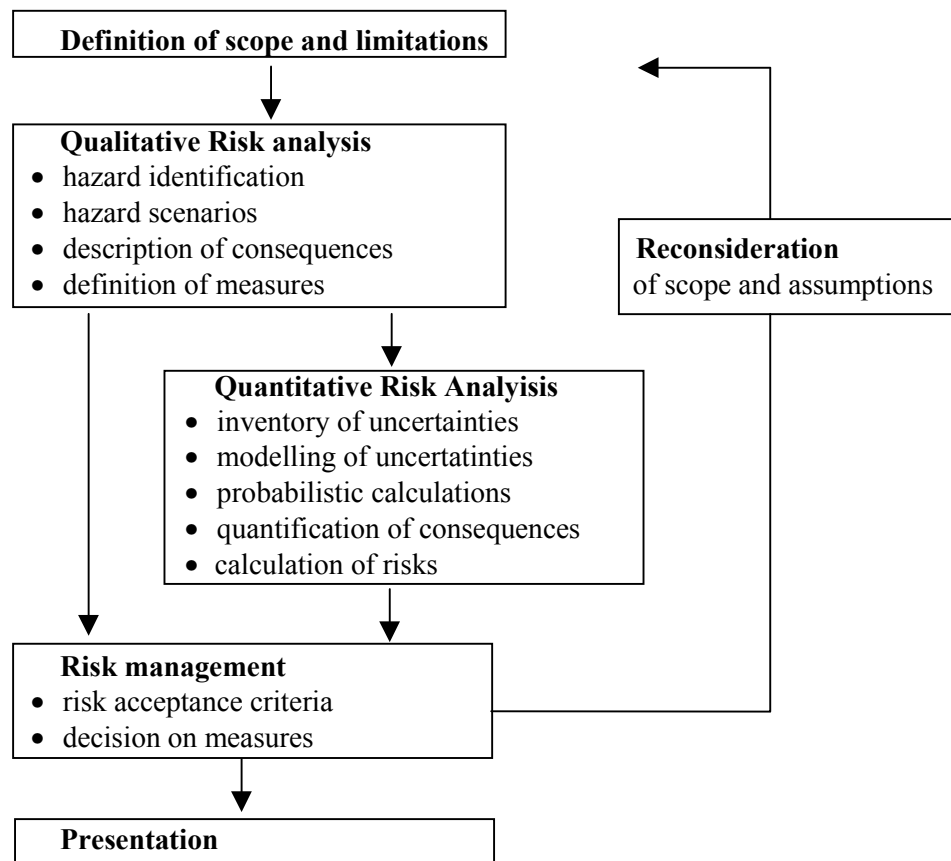 Definition of scope and limitations
Qualitative Risk analysis
• hazard identification
• hazard scenarios
• description of consequences
• definition of measures
Reconsideration
of scope and assumptions
Quantitative Risk Analyisis
• inventory of uncertainties
• modelling of uncertatinties
• probabilistic calculations
• quantification of consequences
• calculation of risks
Risk management
• risk acceptance criteria
• decision on measures
Presentation